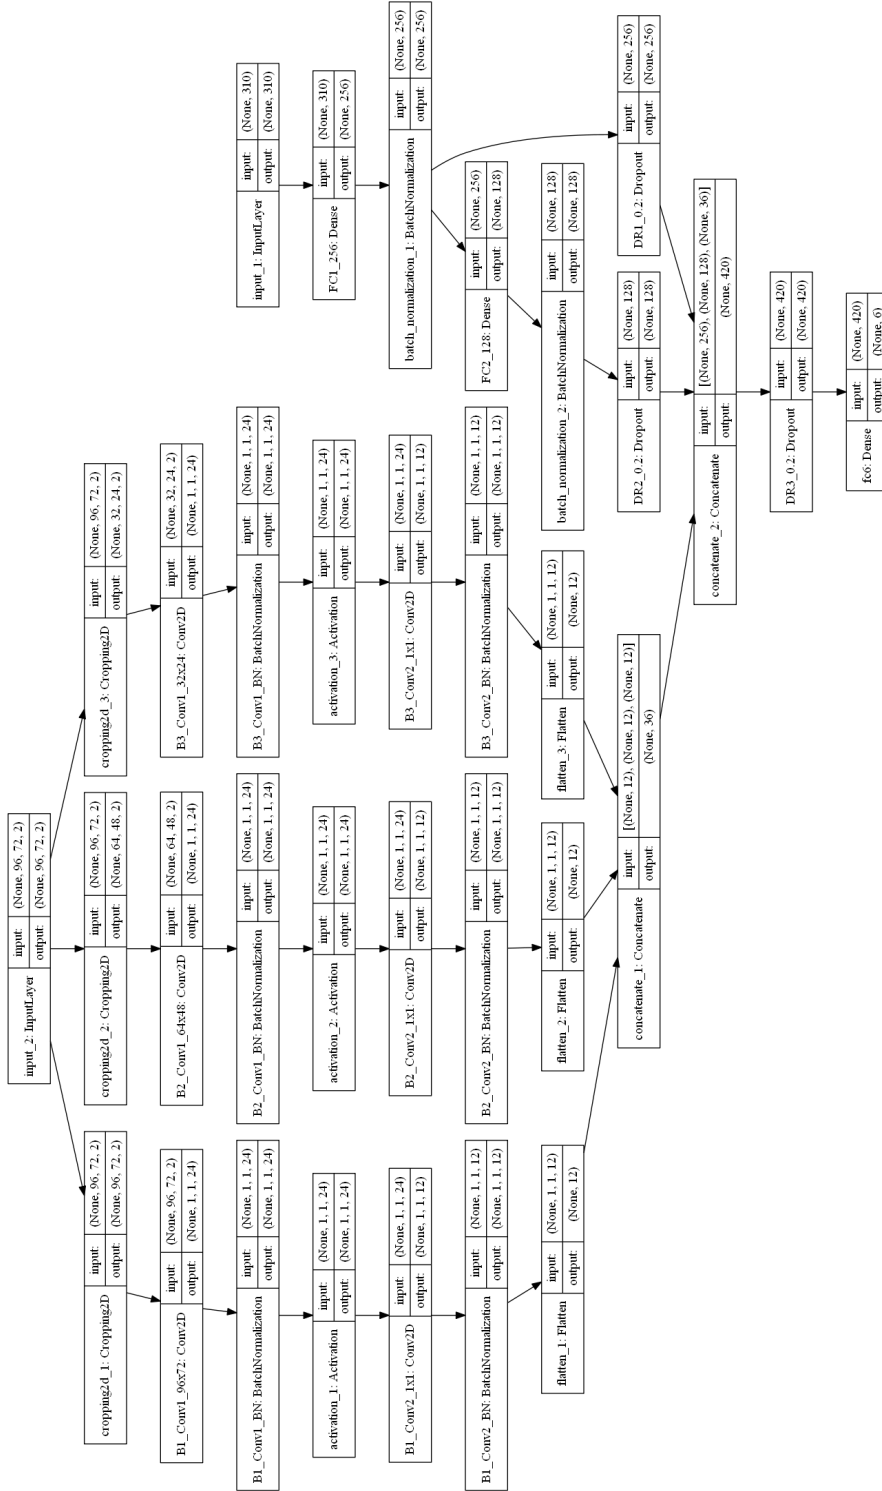 input_2: InputLayer
input: (None, 96, 72, 2)
output: (None, 96, 72, 2)
cropping2d_1: Cropping2D
input: (None, 96, 72, 2)
output: (None, 96, 72, 2)
cropping2d_2: Cropping2D
input: (None, 96, 72, 2)
output: (None, 64, 48, 2)
cropping2d_3: Cropping2D
input: (None, 96, 72, 2)
output: (None, 32, 24, 2)
B1_Conv1_96x72: Conv2D
input: (None, 96, 72, 2)
output: (None, 1, 1, 24)
B2_Conv1_64x48: Conv2D
input: (None, 64, 48, 2)
output: (None, 1, 1, 24)
B3_Conv1_32x24: Conv2D
input: (None, 32, 24, 2)
output: (None, 1, 1, 24)
B1_Conv1_BN: BatchNormalization
input: (None, 1, 1, 24)
output: (None, 1, 1, 24)
B2_Conv1_BN: BatchNormalization
input: (None, 1, 1, 24)
output: (None, 1, 1, 24)
B3_Conv1_BN: BatchNormalization
input: (None, 1, 1, 24)
output: (None, 1, 1, 24)
input_1: InputLayer
input: (None, 310)
output: (None, 310)
activation_1: Activation
input: (None, 1, 1, 24)
output: (None, 1, 1, 24)
activation_2: Activation
input: (None, 1, 1, 24)
output: (None, 1, 1, 24)
activation_3: Activation
input: (None, 1, 1, 24)
output: (None, 1, 1, 24)
FC1_256: Dense
input: (None, 310)
output: (None, 256)
B1_Conv2_1x1: Conv2D
input: (None, 1, 1, 24)
output: (None, 1, 1, 12)
B2_Conv2_1x1: Conv2D
input: (None, 1, 1, 24)
output: (None, 1, 1, 12)
B3_Conv2_1x1: Conv2D
input: (None, 1, 1, 24)
output: (None, 1, 1, 12)
batch_normalization_1: BatchNormalization
input: (None, 256)
output: (None, 256)
B1_Conv2_BN: BatchNormalization
input: (None, 1, 1, 12)
output: (None, 1, 1, 12)
B2_Conv2_BN: BatchNormalization
input: (None, 1, 1, 12)
output: (None, 1, 1, 12)
B3_Conv2_BN: BatchNormalization
input: (None, 1, 1, 12)
output: (None, 1, 1, 12)
FC2_128: Dense
input: (None, 256)
output: (None, 128)
flatten_1: Flatten
input: (None, 1, 1, 12)
output: (None, 12)
flatten_2: Flatten
input: (None, 1, 1, 12)
output: (None, 12)
flatten_3: Flatten
input: (None, 1, 1, 12)
output: (None, 12)
batch_normalization_2: BatchNormalization
input: (None, 128)
output: (None, 128)
concatenate_1: Concatenate
input: [(None, 12), (None, 12), (None, 12)]
output: (None, 36)
DR2_0.2: Dropout
input: (None, 128)
output: (None, 128)
DR1_0.2: Dropout
input: (None, 256)
output: (None, 256)
concatenate_2: Concatenate
input: [(None, 256), (None, 128), (None, 36)]
output: (None, 420)
DR3_0.2: Dropout
input: (None, 420)
output: (None, 420)
fc6: Dense
input: (None, 420)
output: (None, 6)